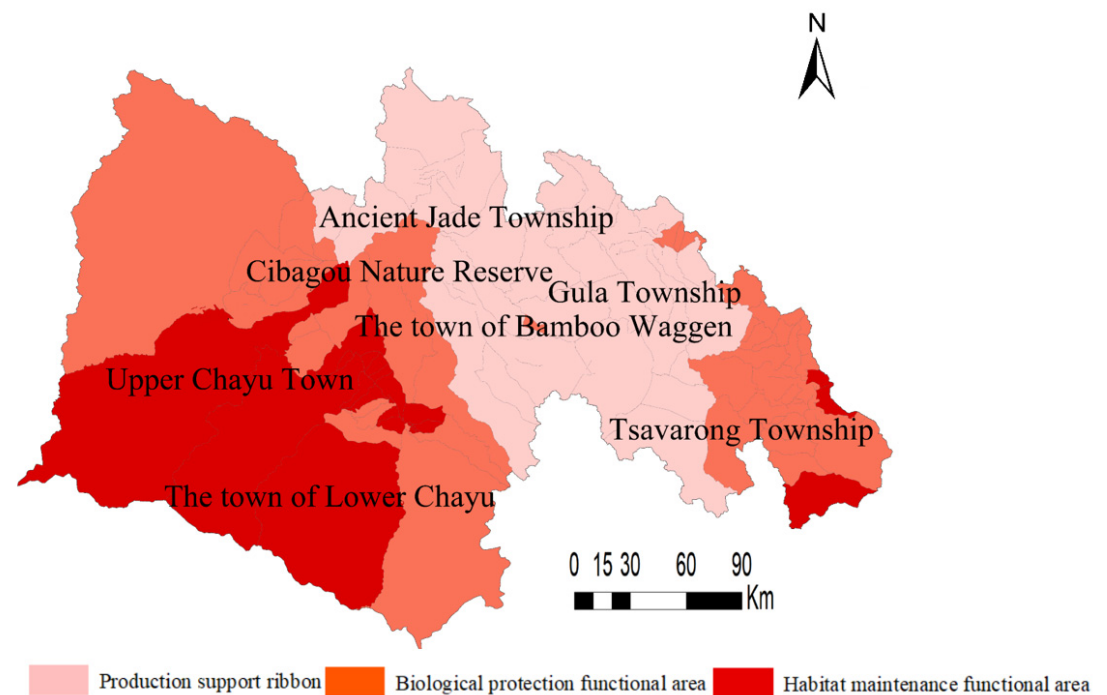 N
Ancient Jade Township
Cibagou Nature Reserve
Gula Township
The town of Bamboo Waggen
Upper Chayu Town
Tsavarong Township
The town of Lower Chayu
0 15 30 60 90
Km
Production support ribbon Biological protection functional area Habitat maintenance functional area